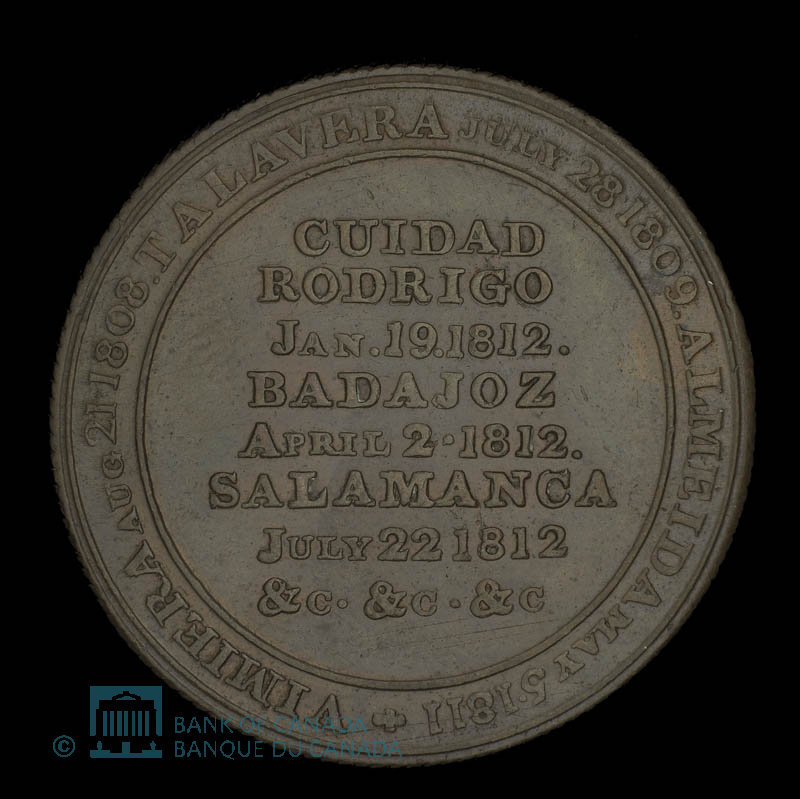 VIMIERA AUG 21 1808. TALAVERA JULY 28·1809. ALMEIDA MAY 5·1811 +
CUIDAD
RODRIGO
JAN. 19.1812.
BADAJOZ
APRIL 2·1812.
SALAMANCA
JULY 22 1812
&C· &C· &C
© BANK OF CANADA
BANQUE DU CANADA